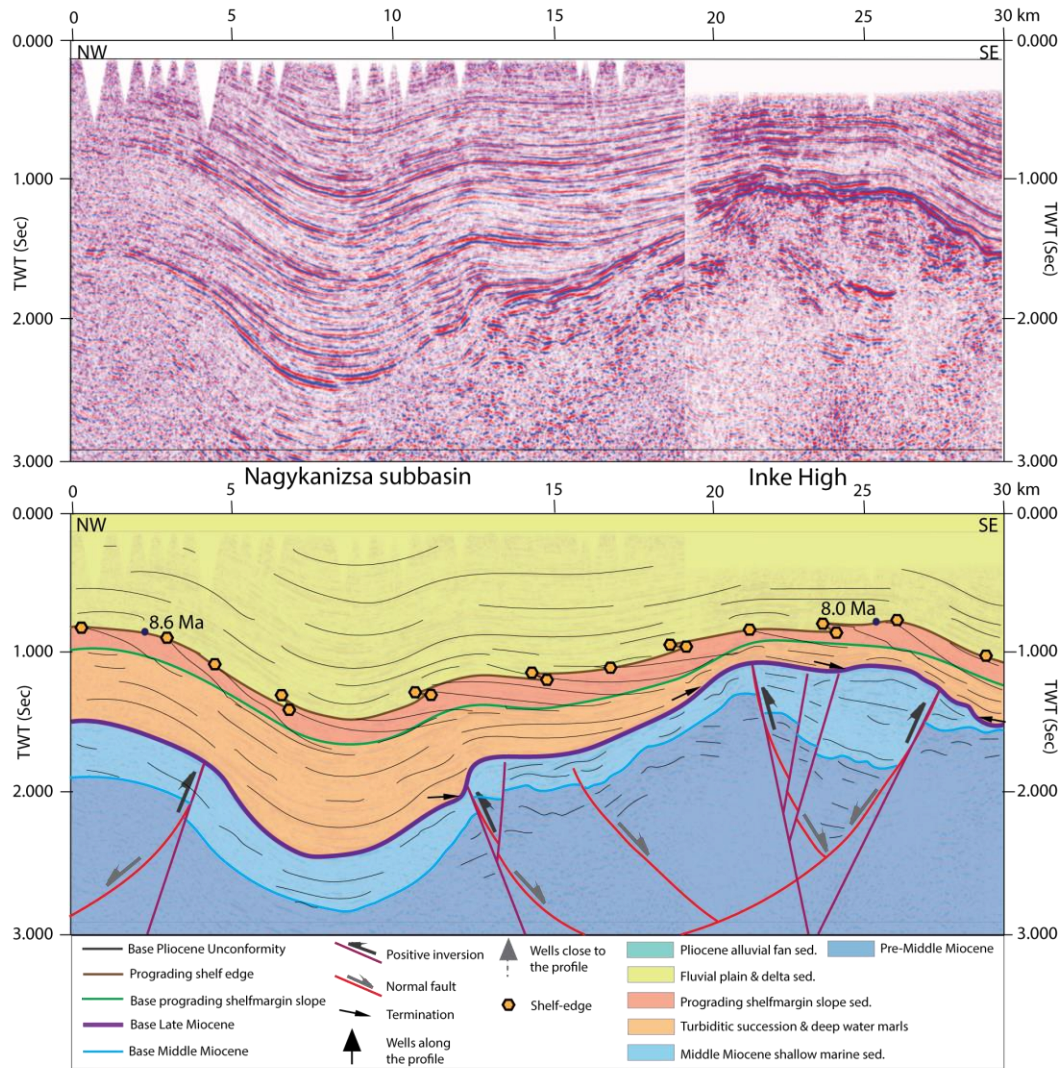 0 5 10 15 20 25 30 km
0.000 0.000
NW SE
1.000 1.000
TWT (Sec) TWT (Sec)
2.000 2.000
3.000 3.000
Nagykanizsa subbasin Inke High
0 5 15 20 25 30 km
0.000 0.000
NW SE
8.6 Ma 8.0 Ma
1.000 1.000
TWT (Sec) TWT (Sec)
2.000 2.000
3.000 3.000
Base Pliocene Unconformity
Prograding shelf edge
Base prograding shelfmargin slope
Base Late Miocene
Base Middle Miocene
Positive inversion
Normal fault
Termination
Wells along
the profile
Wells close to
the profile
Shelf-edge
Pliocene alluvial fan sed.
Fluvial plain & delta sed.
Prograding shelfmargin slope sed.
Turbiditic succession & deep water marls
Middle Miocene shallow marine sed.
Pre-Middle Miocene